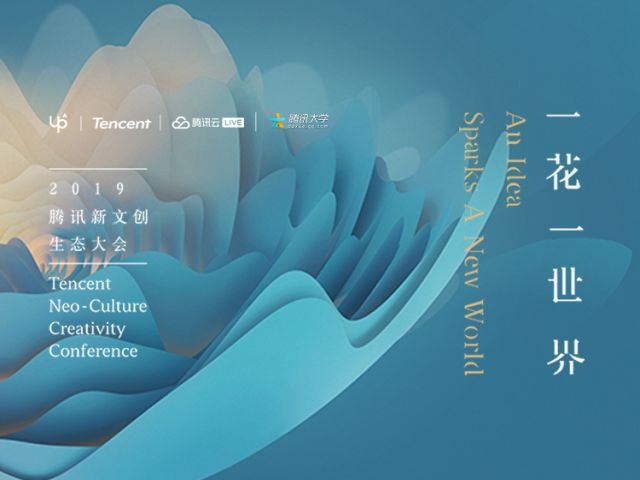 up
Tencent
腾讯云 LIVE
腾讯大学
2019
腾讯新文创
生态大会
Tencent
Neo-Culture
Creativity
Conference
一花一世界
An Idea
Sparks A New World